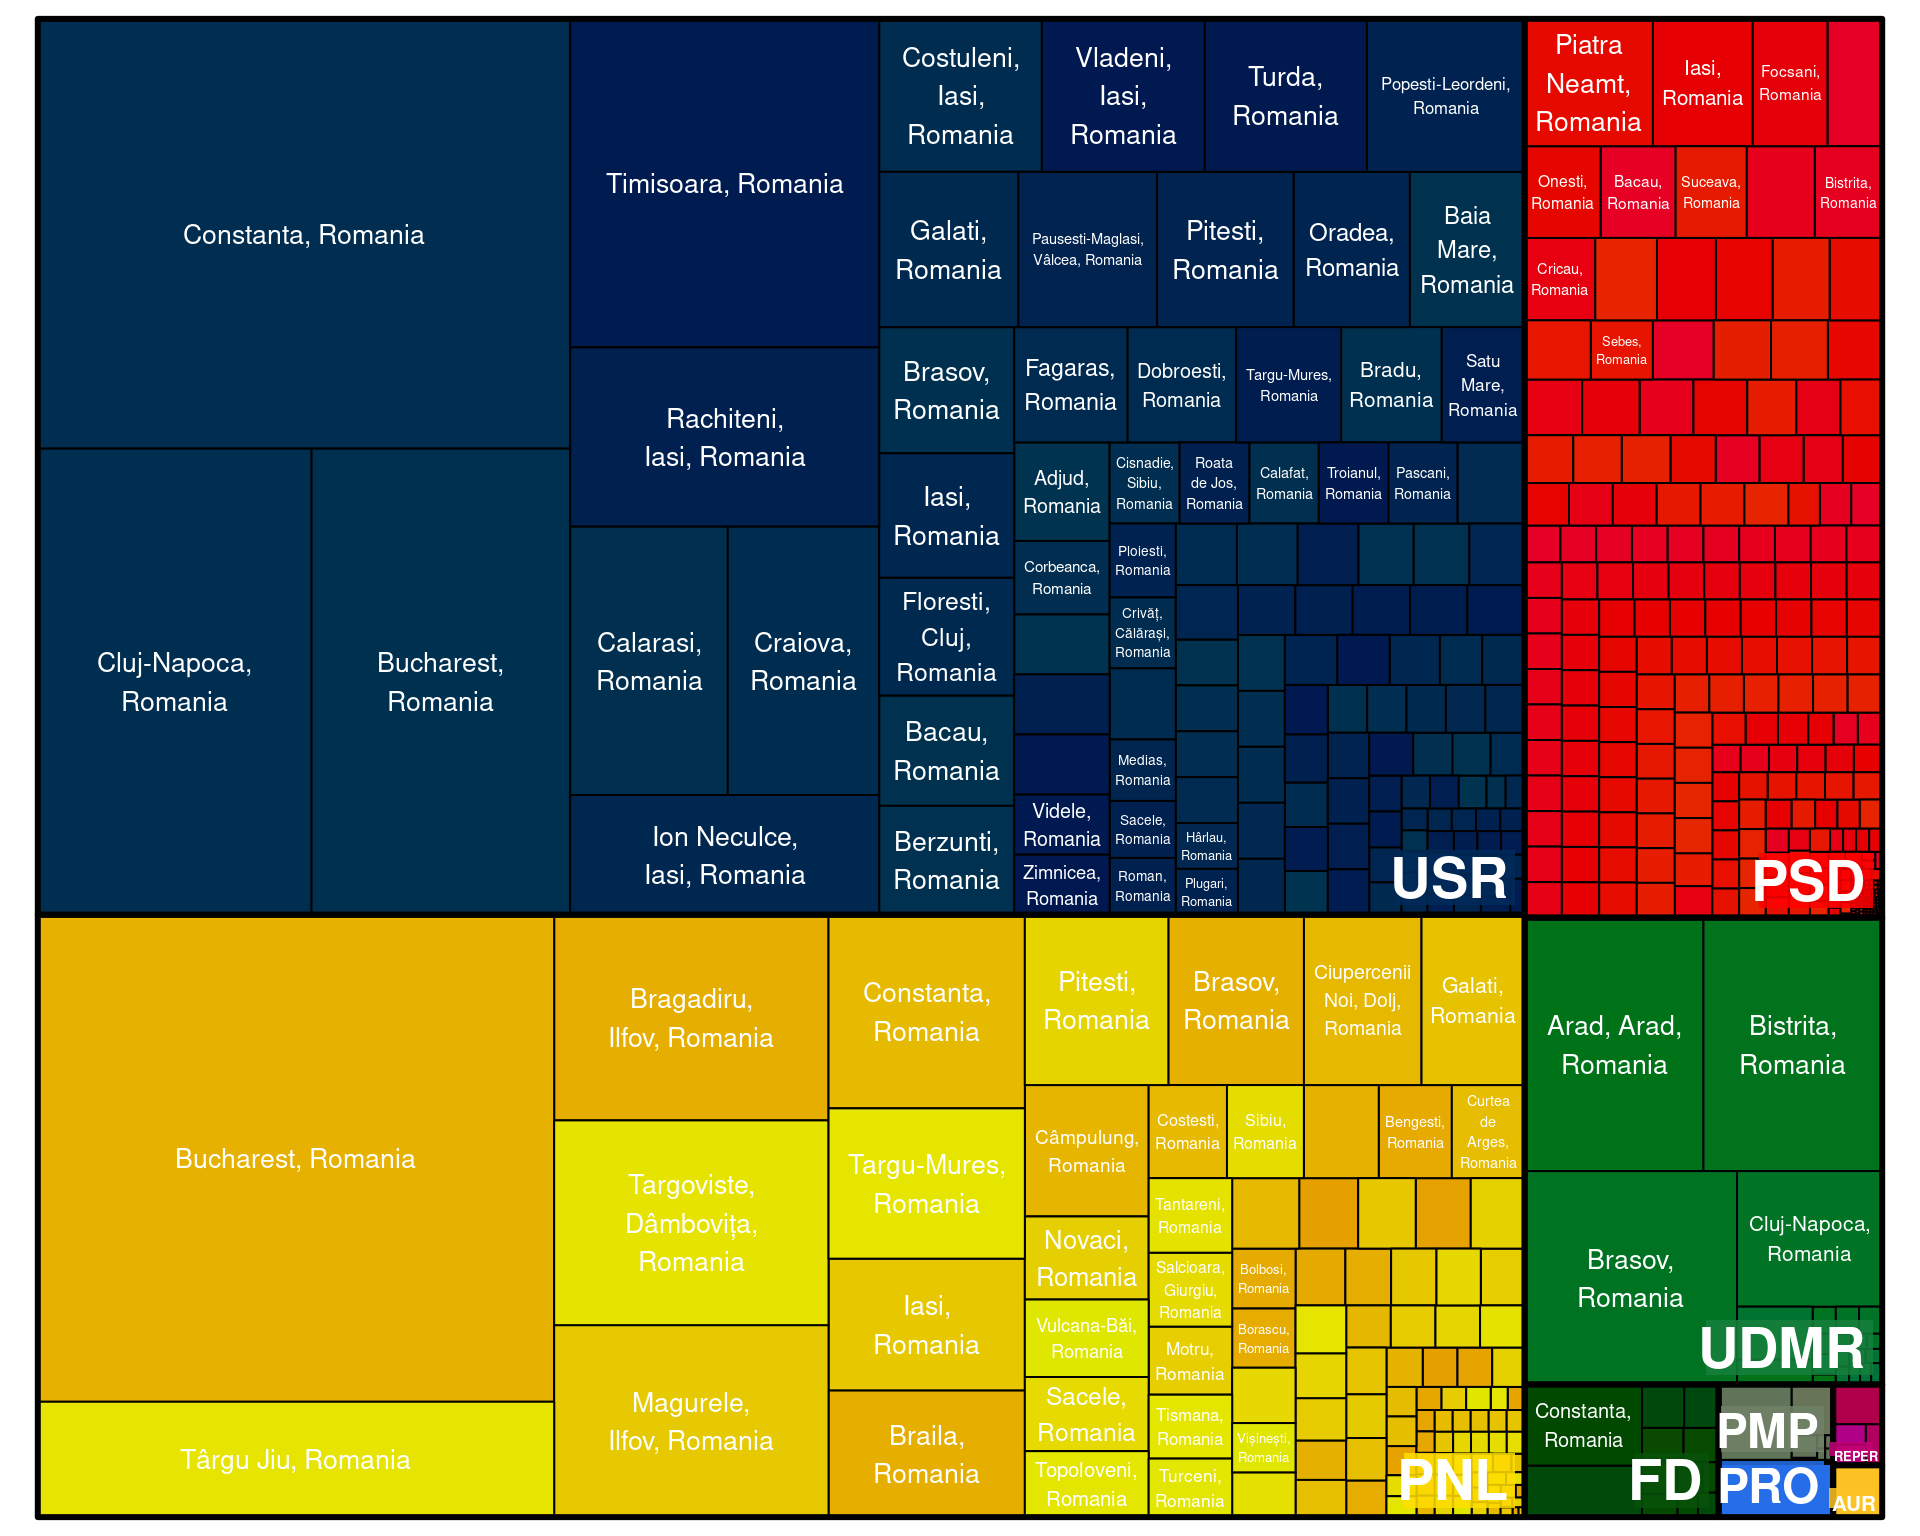 Constanta, Romania
Cluj-Napoca,
Romania
Bucharest,
Romania
Timisoara, Romania
Rachiteni,
Iasi, Romania
Calarasi,
Romania
Craiova,
Romania
Ion Neculce,
Iasi, Romania
Costuleni,
Iasi,
Romania
Vladeni,
Iasi,
Romania
Turda,
Romania
Popesti-Leordeni,
Romania
Galati,
Romania
Pausesti-Maglasi,
Vâlcea, Romania
Pitesti,
Romania
Oradea,
Romania
Baia
Mare,
Romania
Brasov,
Romania
Iasi,
Romania
Floresti,
Cluj,
Romania
Bacau,
Romania
Berzunti,
Romania
Fagaras,
Romania
Dobroesti,
Romania
Targu-Mures,
Romania
Bradu,
Romania
Satu
Mare,
Romania
Adjud,
Romania
Corbeanca,
Romania
Videle,
Romania
Zimnicea,
Romania
Cisnadie,
Sibiu,
Romania
Roata
de Jos,
Romania
Calafat,
Romania
Troianul,
Romania
Pascani,
Romania
Ploiesti,
Romania
Crivăț,
Călărași,
Romania
Medias,
Romania
Sacele,
Romania
Roman,
Romania
Hârlau,
Romania
Plugari,
Romania
USR
Piatra
Neamt,
Romania
Iasi,
Romania
Focsani,
Romania
Onesti,
Romania
Bacau,
Romania
Suceava,
Romania
Bistrita,
Romania
Cricau,
Romania
Sebes,
Romania
PSD
Bucharest, Romania
Târgu Jiu, Romania
Bragadiru,
Ilfov, Romania
Targoviste,
Dâmbovița,
Romania
Magurele,
Ilfov, Romania
Constanta,
Romania
Targu-Mures,
Romania
Iasi,
Romania
Braila,
Romania
Pitesti,
Romania
Brasov,
Romania
Ciupercenii
Noi, Dolj,
Romania
Galati,
Romania
Câmpulung,
Romania
Novaci,
Romania
Vulcana-Băi,
Romania
Sacele,
Romania
Topoloveni,
Romania
Costesti,
Romania
Sibiu,
Romania
Bengesti,
Romania
Curtea
de
Arges,
Romania
Tantareni,
Romania
Salcioara,
Giurgiu,
Romania
Motru,
Romania
Tismana,
Romania
Turceni,
Romania
Bolbosi,
Romania
Borascu,
Romania
Vișinești,
Romania
PNL
Arad, Arad,
Romania
Bistrita,
Romania
Brasov,
Romania
Cluj-Napoca,
Romania
UDMR
Constanta,
Romania
FD
PMP
PRO
REPER
AUR